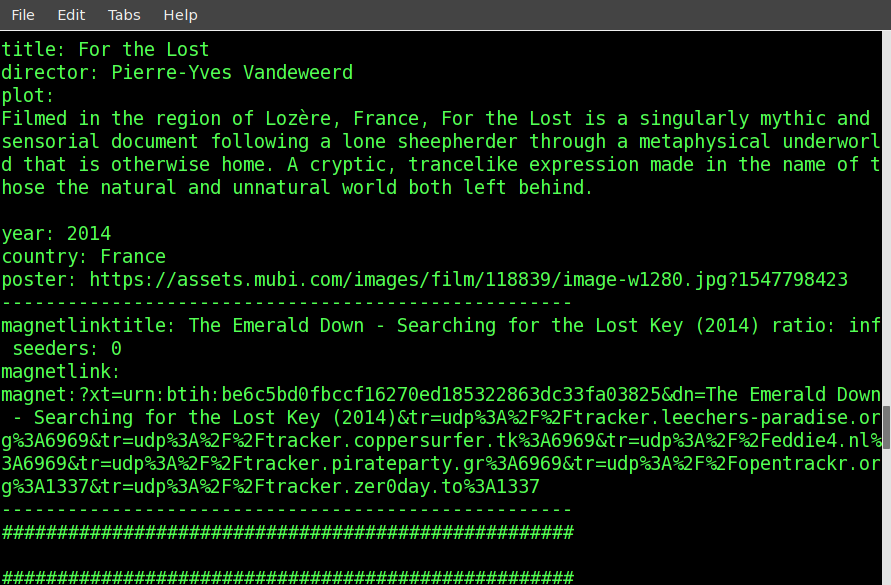 File Edit Tabs Help
title: For the Lost
director: Pierre-Yves Vandeweerd
plot:
Filmed in the region of Lozère, France, For the Lost is a singularly mythic and
sensorial document following a lone sheepherder through a metaphysical underworl
d that is otherwise home. A cryptic, trancelike expression made in the name of t
hose the natural and unnatural world both left behind.

year: 2014
country: France
poster: https://assets.mubi.com/images/film/118839/image-w1280.jpg?1547798423
----------------------------------------------------
magnetlinktitle: The Emerald Down - Searching for the Lost Key (2014) ratio: inf
 seeders: 0
magnetlink:
magnet:?xt=urn:btih:be6c5bd0fbccf16270ed185322863dc33fa03825&dn=The Emerald Down
 -  Searching for the Lost Key (2014)&tr=udp%3A%2F%2Ftracker.leechers-paradise.or
g%3A6969&tr=udp%3A%2F%2Ftracker.coppersurfer.tk%3A6969&tr=udp%3A%2F%2Feddie4.nl%
3A6969&tr=udp%3A%2F%2Ftracker.pirateparty.gr%3A6969&tr=udp%3A%2F%2Fopentrackr.or
g%3A1337&tr=udp%3A%2F%2Ftracker.zer0day.to%3A1337
----------------------------------------------------
####################################################

####################################################